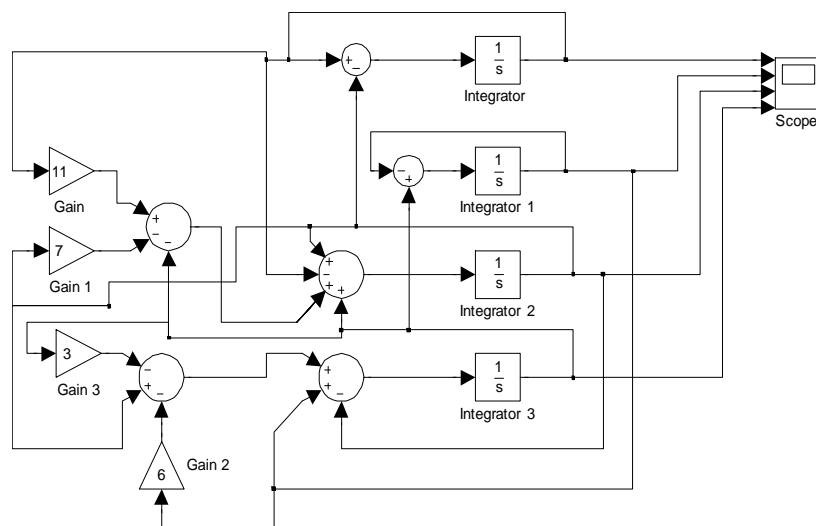 +
−
1
s
Integrator
Scope
11
Gain
−
+
1
s
Integrator 1
+
−
−
7
Gain 1
+
−
+
+
1
s
Integrator 2
3
Gain 3
−
+
−
+
+
−
1
s
Integrator 3
6
Gain 2